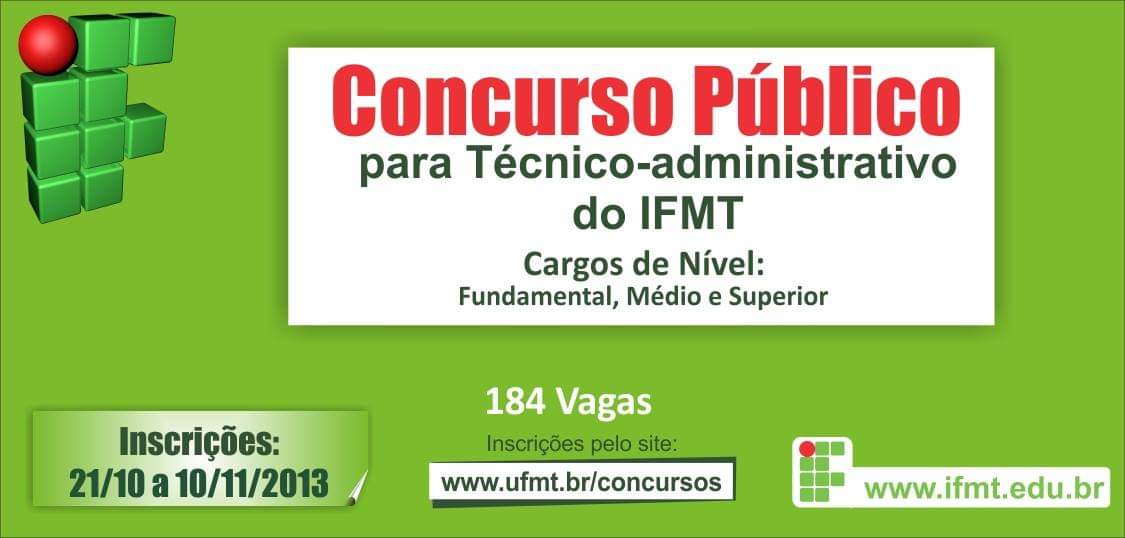 Concurso Público
para Técnico-administrativo
do IFMT
Cargos de Nível:
Fundamental, Médio e Superior
184 Vagas
Inscrições pelo site:
www.ufmt.br/concursos
Inscrições:
21/10 a 10/11/2013
www.ifmt.edu.br